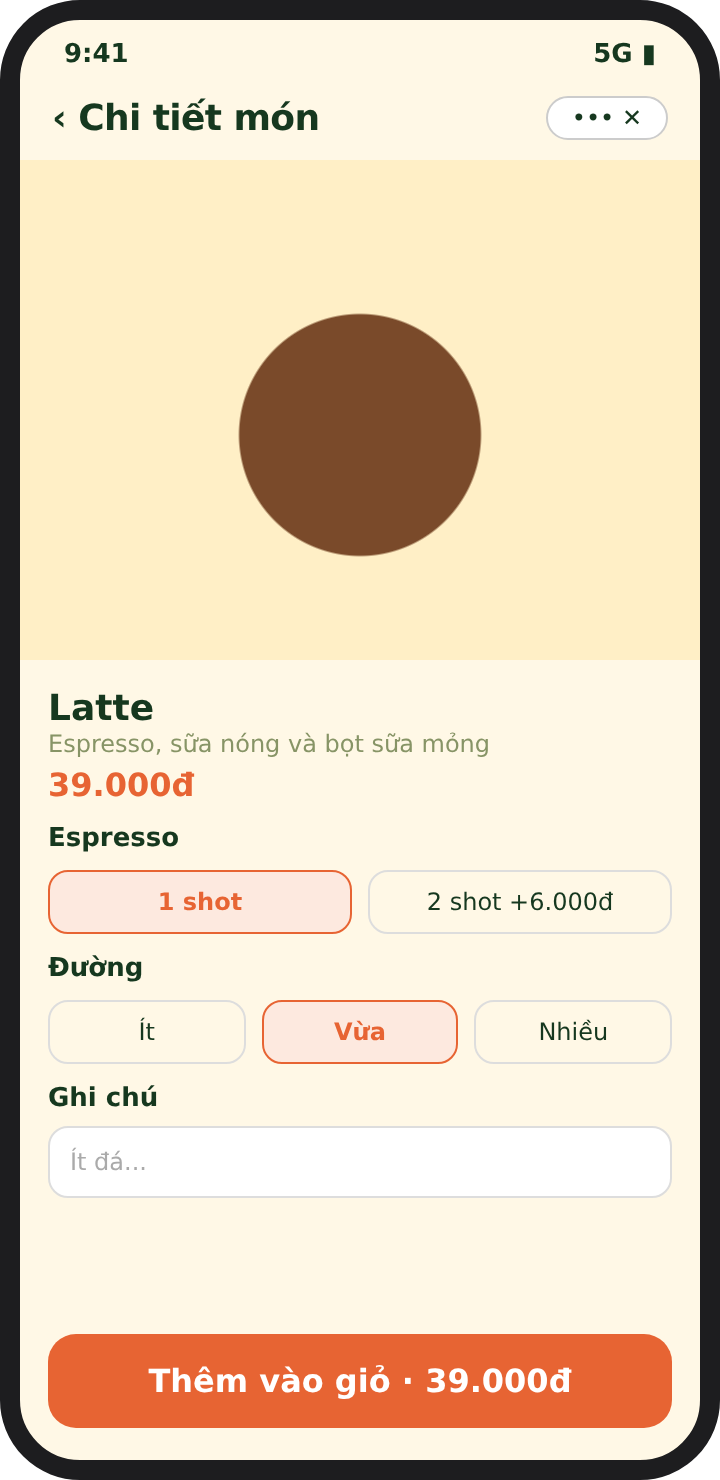 9:41 5G
‹ Chi tiết món ••• ✕
Latte
Espresso, sữa nóng và bọt sữa mỏng
39.000đ
Espresso
1 shot 2 shot +6.000đ
Đường
Ít Vừa Nhiều
Ghi chú
Ít đá...
Thêm vào giỏ · 39.000đ